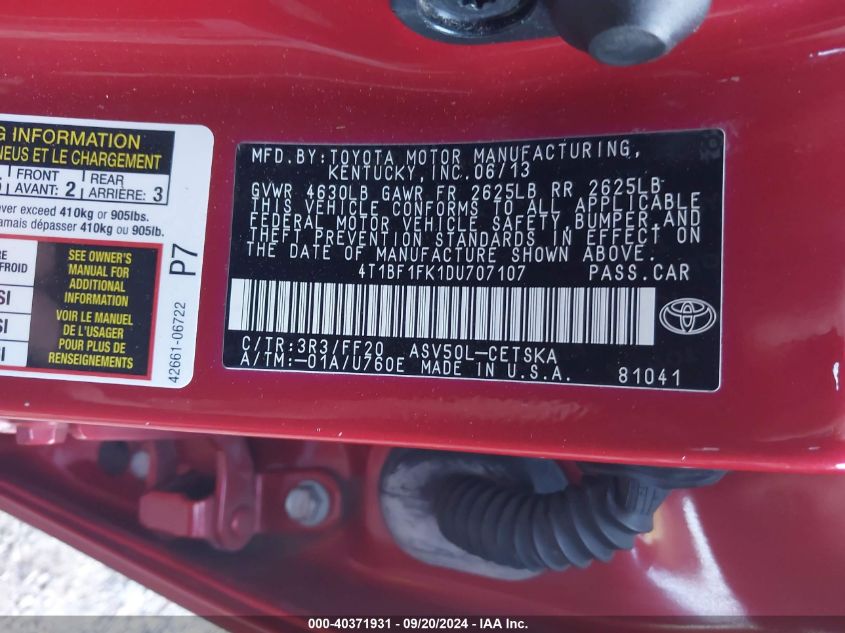 G INFORMATION
NEUS ET LE CHARGEMENT
FRONT
AVANT: 2
REAR
ARRIÈRE: 3
ver exceed 410kg or 905lbs.
amais dépasser 410kg ou 905lb.
RE
FROID
SI
SI
SI
SEE OWNER'S
MANUAL FOR
ADDITIONAL
INFORMATION
VOIR LE MANUEL
DE L'USAGER
POUR PLUS DE
RENSEIGNEMENTS
P7
42661-06722
MFD.BY:TOYOTA MOTOR MANUFACTURING,
KENTUCKY,INC.06/13
GVWR 4630LB GAWR FR 2625LB RR 2625LB
THIS VEHICLE CONFORMS TO ALL APPLICABLE
FEDERAL MOTOR VEHICLE SAFETY,BUMPER,AND
THEFT PREVENTION STANDARDS IN EFFECT ON
THE DATE OF MANUFACTURE SHOWN ABOVE.
4T1BF1FK1DU707107 PASS.CAR
C/TR:3R3/FF20 ASV50L-CETSKA
A/TM:-01A/U760E MADE IN U.S.A. 81041
000-40371931 - 09/20/2024 - IAA Inc.